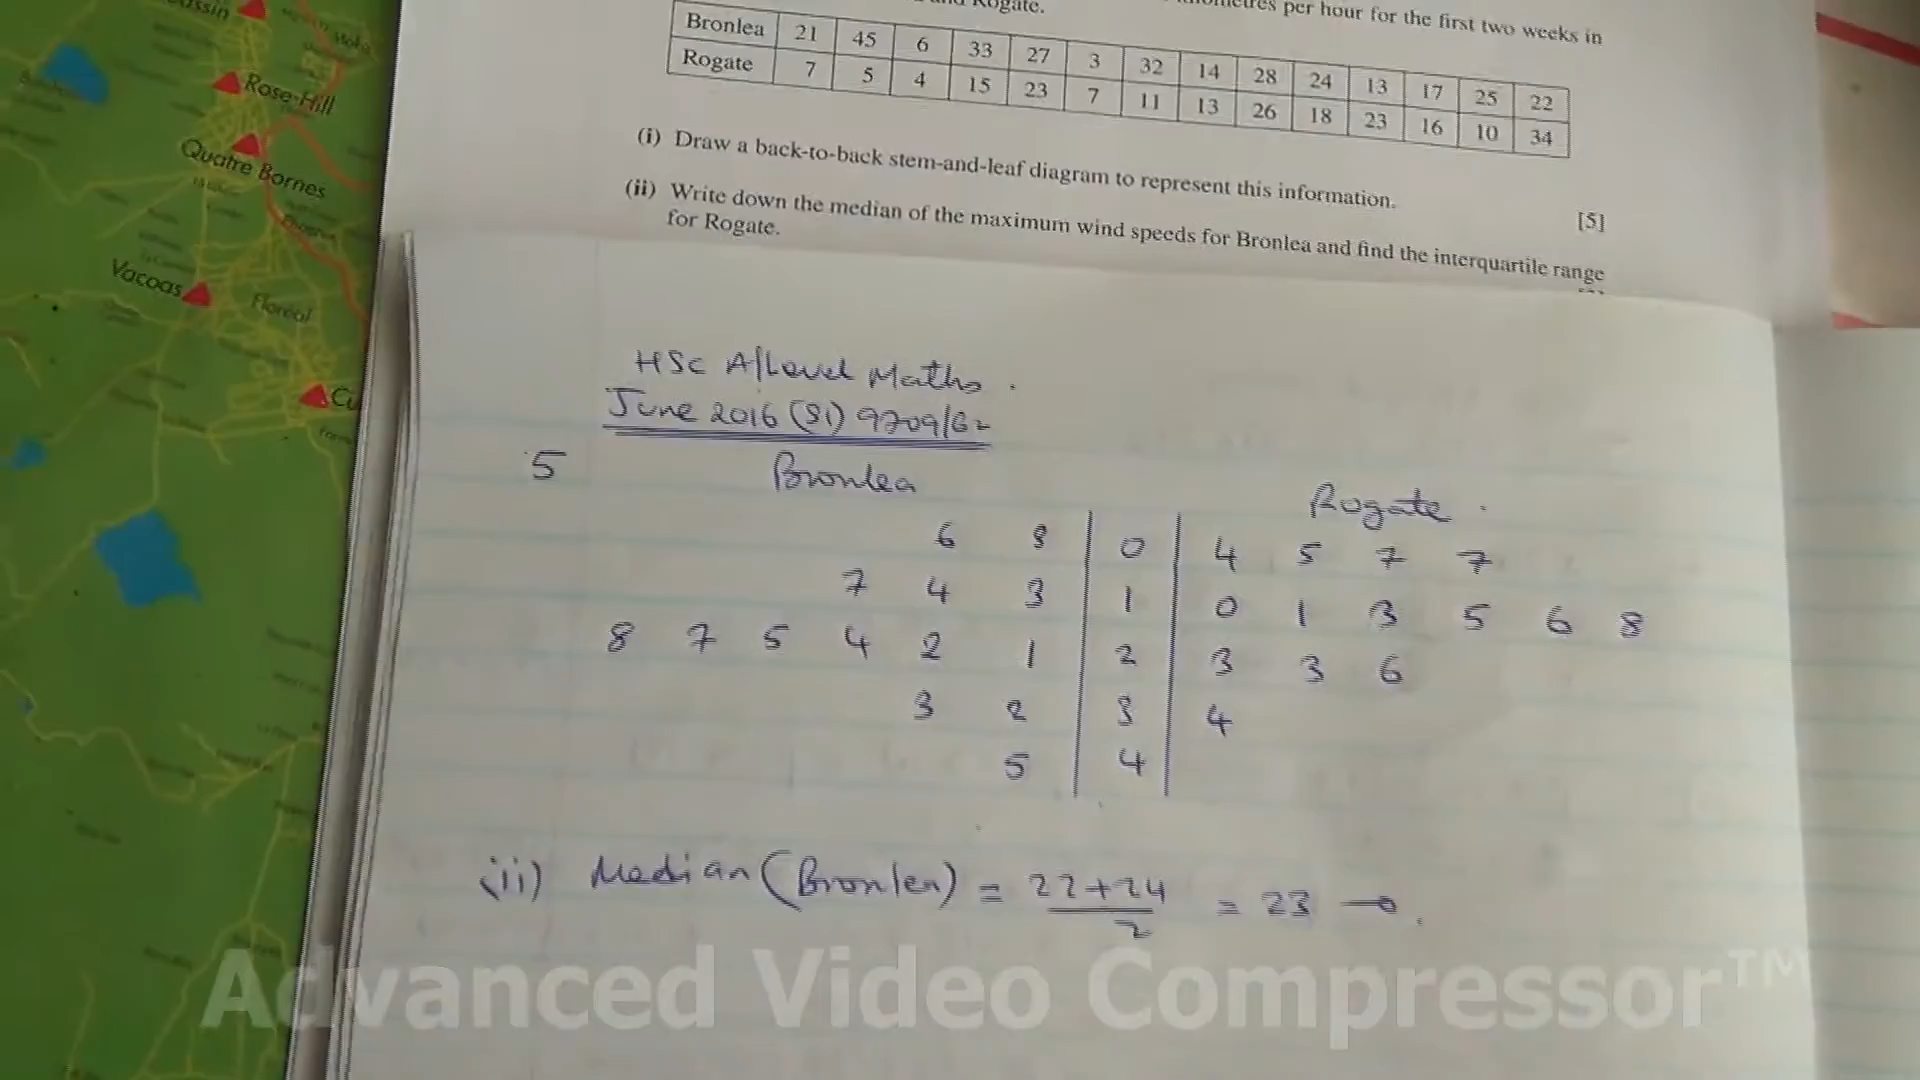 Rose-Hill
Quatre Bornes
Vacoas
Floréal
per hour for the first two weeks in
Rogate.
Bronlea 21 45 6 33 27 3 32 14 28 24 13 17 25 22
Rogate 7 5 4 15 23 7 11 13 26 18 23 16 10 34
(i) Draw a back-to-back stem-and-leaf diagram to represent this information. [5]
(ii) Write down the median of the maximum wind speeds for Bronlea and find the interquartile range
for Rogate.
HSC A/Level Maths.
June 2016 (S1) 9709/62
5 Bronlea Rogate.
6 3 0 4 5 7 7
7 4 3 1 0 1 3 5 6 8
8 7 5 4 2 1 2 3 3 6
3 2 3 4
5 4
(ii) Median (Bronlea) = 22+24 = 23
2
Advanced Video Compressor™